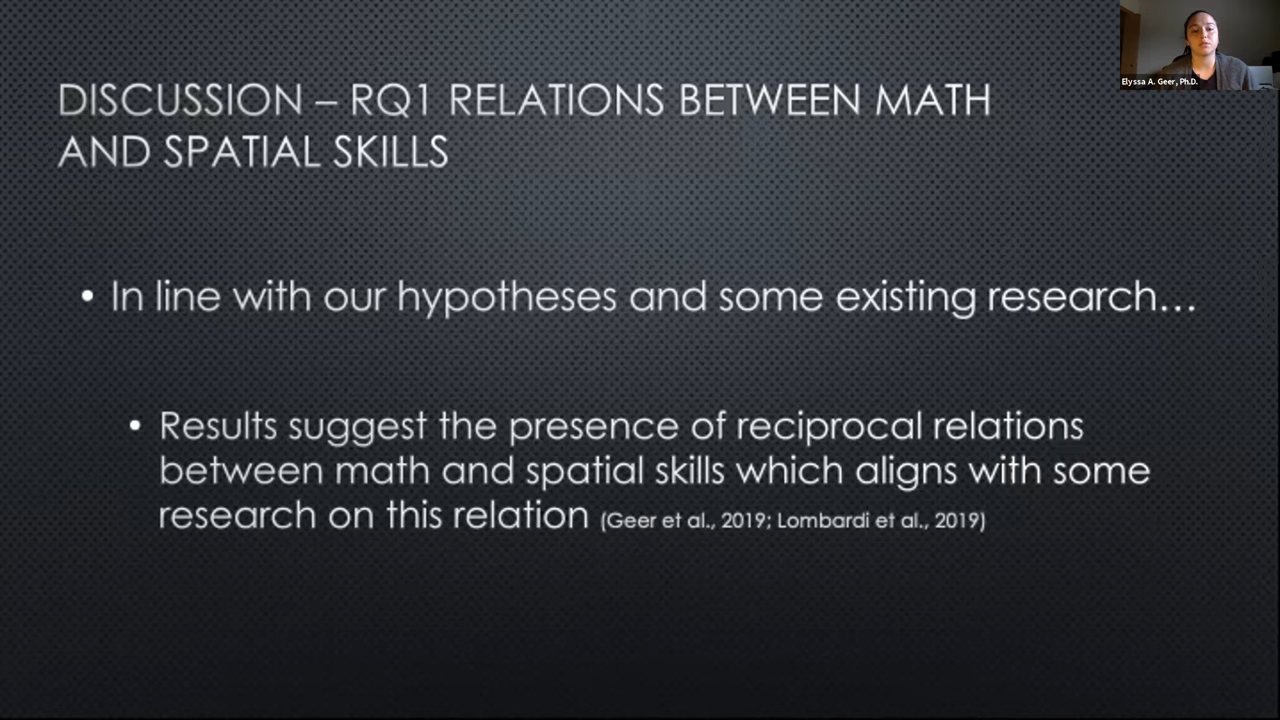 Elyssa A. Geer, Ph.D.
DISCUSSION – RQ1 RELATIONS BETWEEN MATH
AND SPATIAL SKILLS
• In line with our hypotheses and some existing research…
• Results suggest the presence of reciprocal relations
between math and spatial skills which aligns with some
research on this relation (Geer et al., 2019; Lombardi et al., 2019)